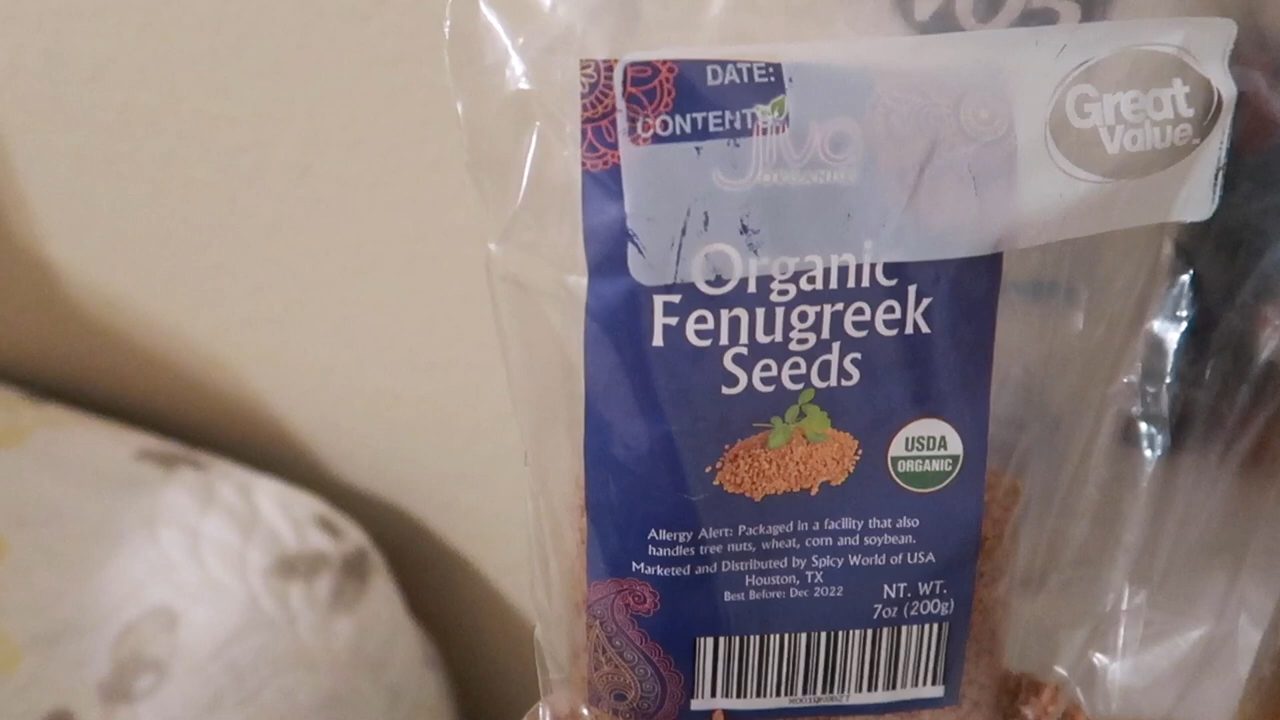 Great
Value
DATE:
CONTENT
Jiva
ORGANICS
Organic
Fenugreek
Seeds
USDA
ORGANIC
Allergy Alert: Packaged in a facility that also
handles tree nuts, wheat, corn and soybean.
Marketed and Distributed by Spicy World of USA
Houston, TX
Best Before: Dec 2022
NT. WT.
7oz (200g)